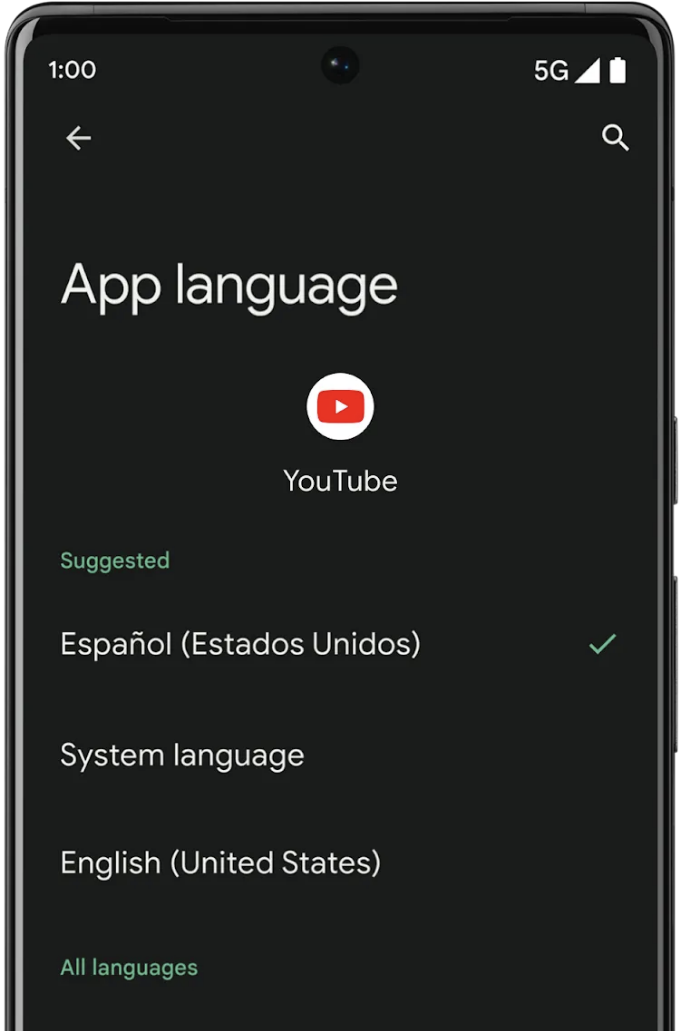 1:00
5G
App language
YouTube
Suggested
Español (Estados Unidos)
System language
English (United States)
All languages